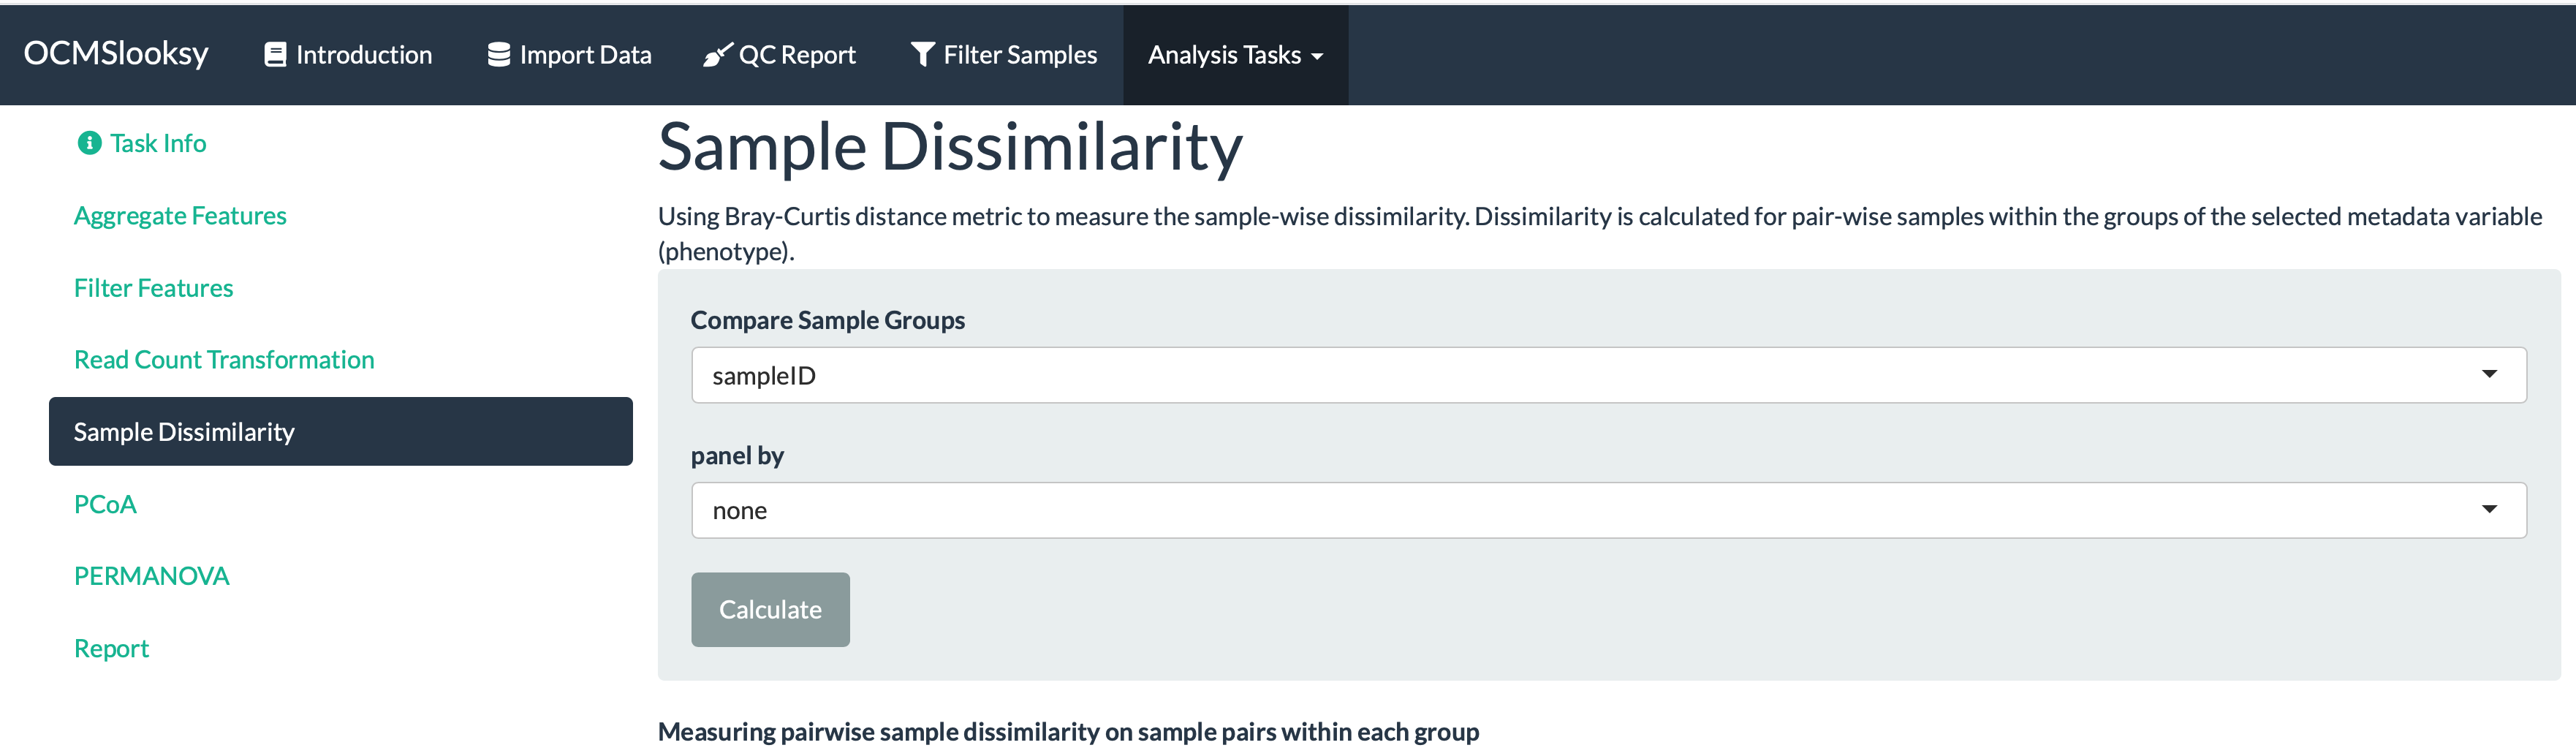 OCMSlooksy Introduction Import Data QC Report Filter Samples Analysis Tasks
Task Info
Aggregate Features
Filter Features
Read Count Transformation
Sample Dissimilarity
PCoA
PERMANOVA
Report
Sample Dissimilarity
Using Bray-Curtis distance metric to measure the sample-wise dissimilarity. Dissimilarity is calculated for pair-wise samples within the groups of the selected metadata variable
(phenotype).
Compare Sample Groups
sampleID
panel by
none
Calculate
Measuring pairwise sample dissimilarity on sample pairs within each group